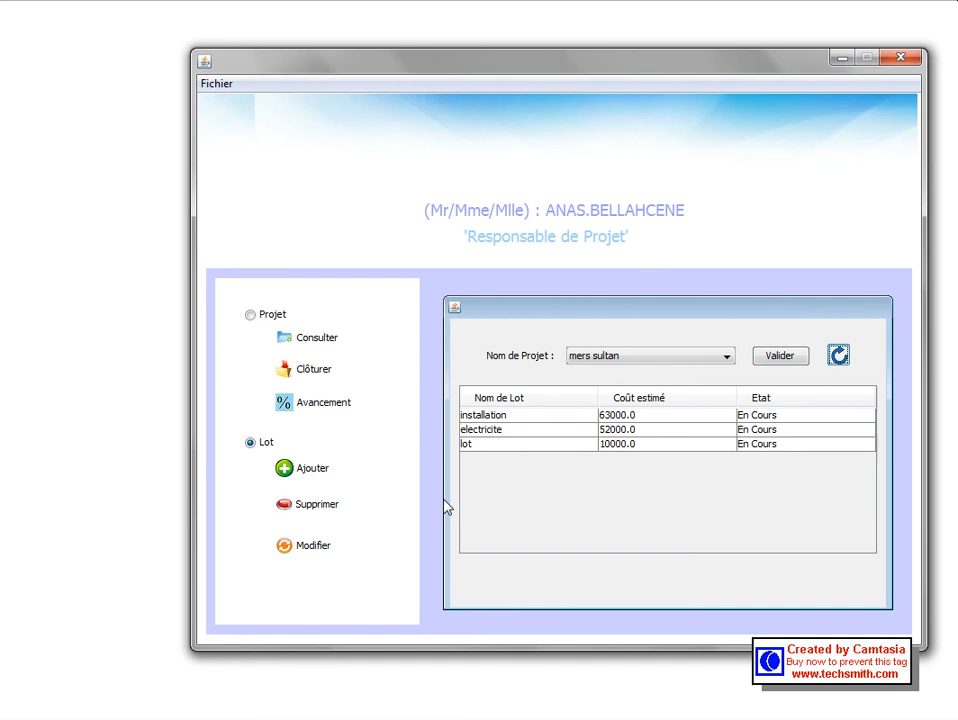 Fichier
(Mr/Mme/Mlle) : ANAS.BELLAHCENE
'Responsable de Projet'
Projet
Consulter
Clôturer
% Avancement
Lot
Ajouter
Supprimer
Modifier
Nom de Projet : mers sultan Valider
Nom de Lot Coût estimé Etat
installation 63000.0 En Cours
electricite 52000.0 En Cours
lot 10000.0 En Cours
Created by Camtasia
Buy now to prevent this tag
www.techsmith.com